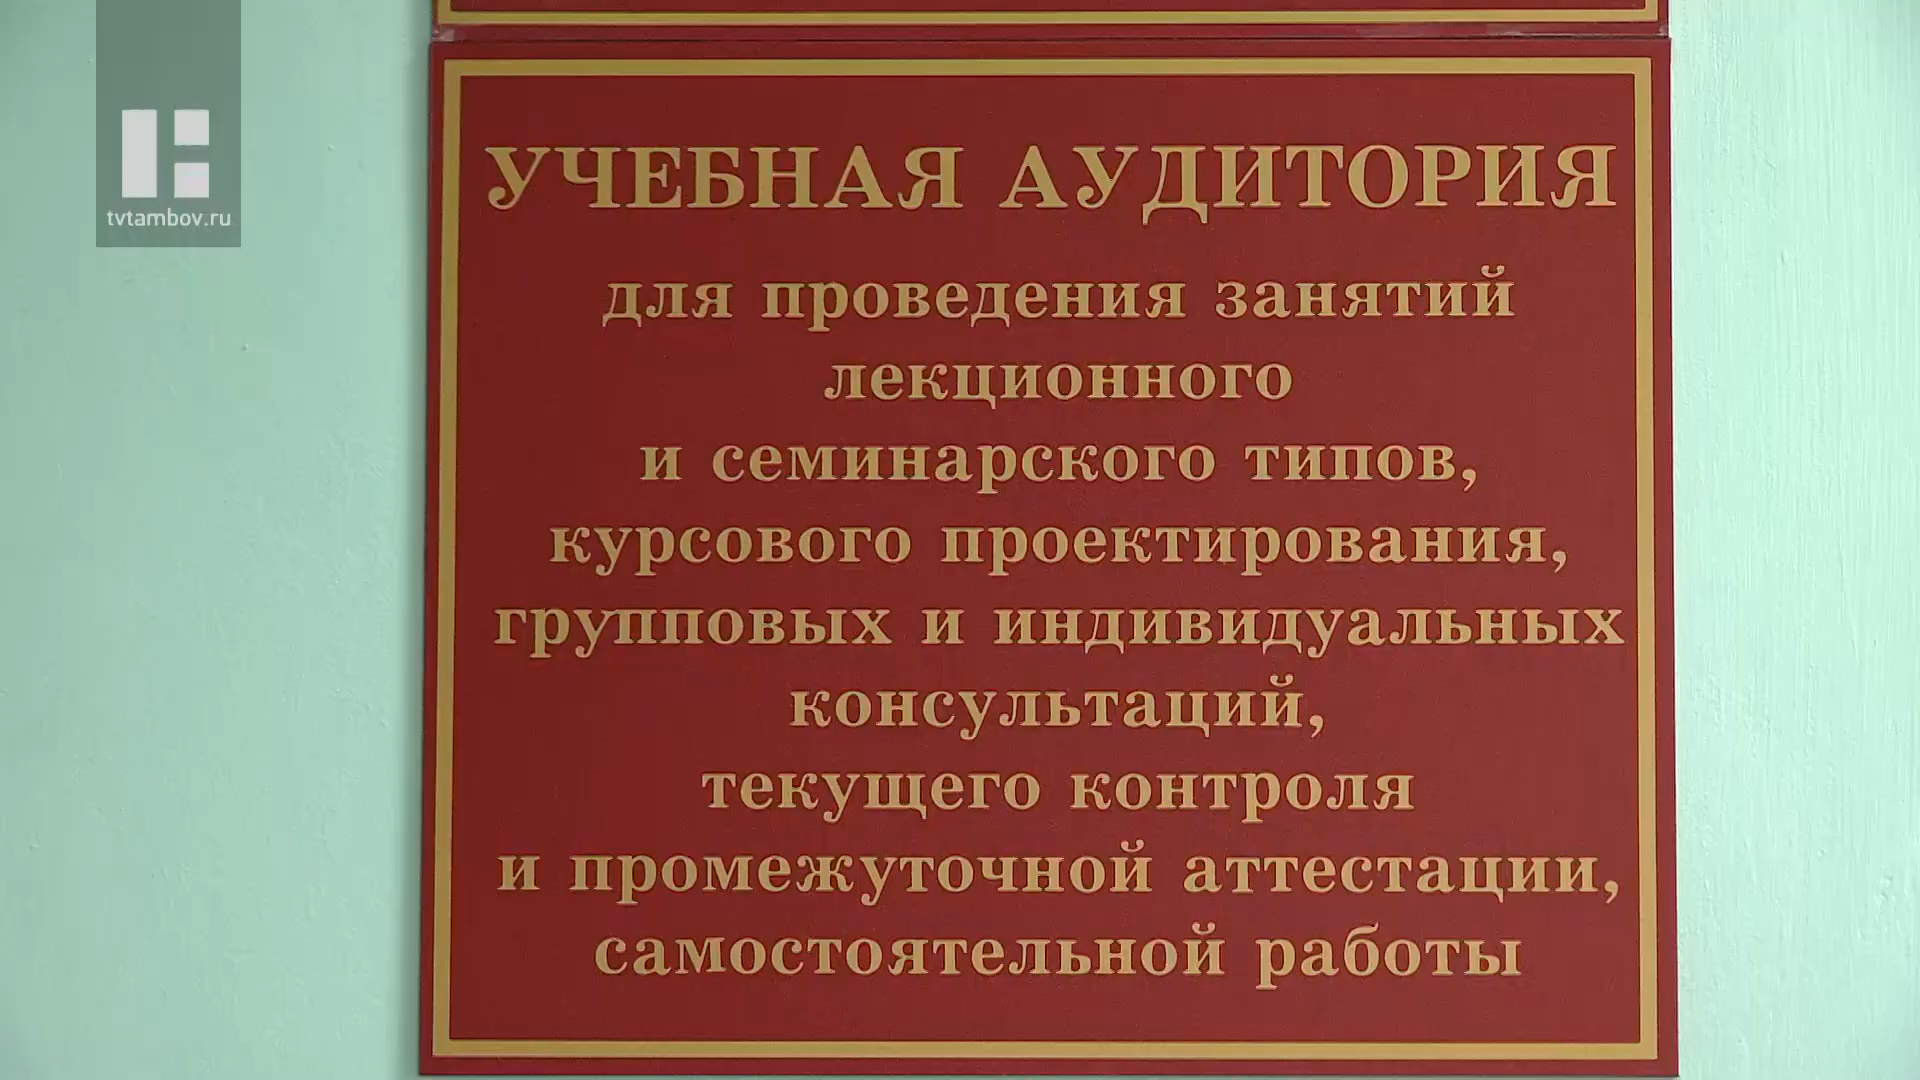 tvtambov.ru
УЧЕБНАЯ АУДИТОРИЯ
для проведения занятий
лекционного
и семинарского типов,
курсового проектирования,
групповых и индивидуальных
консультаций,
текущего контроля
и промежуточной аттестации,
самостоятельной работы